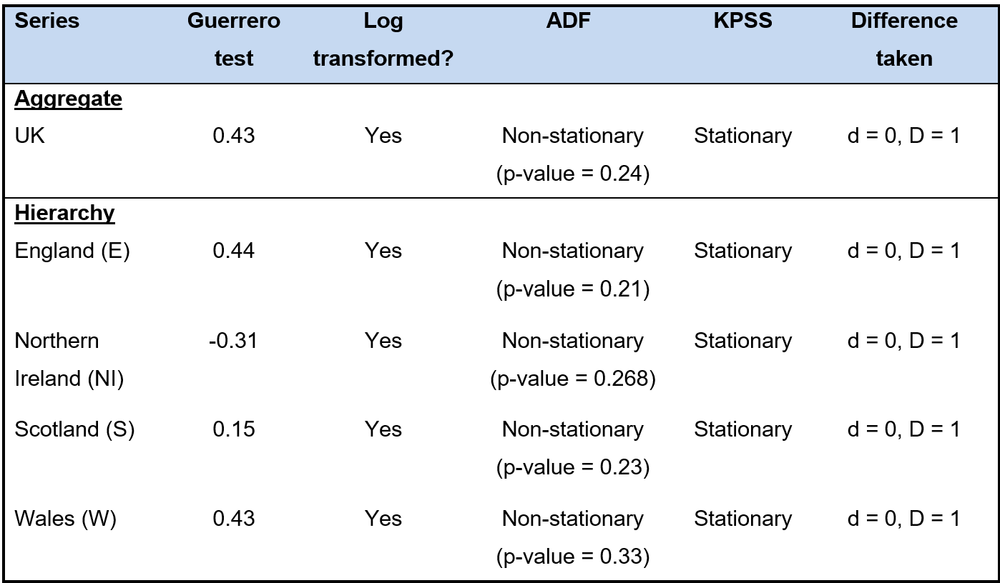 Series Guerrero Log ADF KPSS Difference
test transformed? taken
Aggregate
UK 0.43 Yes Non-stationary Stationary d = 0, D = 1
(p-value = 0.24)
Hierarchy
England (E) 0.44 Yes Non-stationary Stationary d = 0, D = 1
(p-value = 0.21)
Northern -0.31 Yes Non-stationary Stationary d = 0, D = 1
Ireland (NI) (p-value = 0.268)
Scotland (S) 0.15 Yes Non-stationary Stationary d = 0, D = 1
(p-value = 0.23)
Wales (W) 0.43 Yes Non-stationary Stationary d = 0, D = 1
(p-value = 0.33)